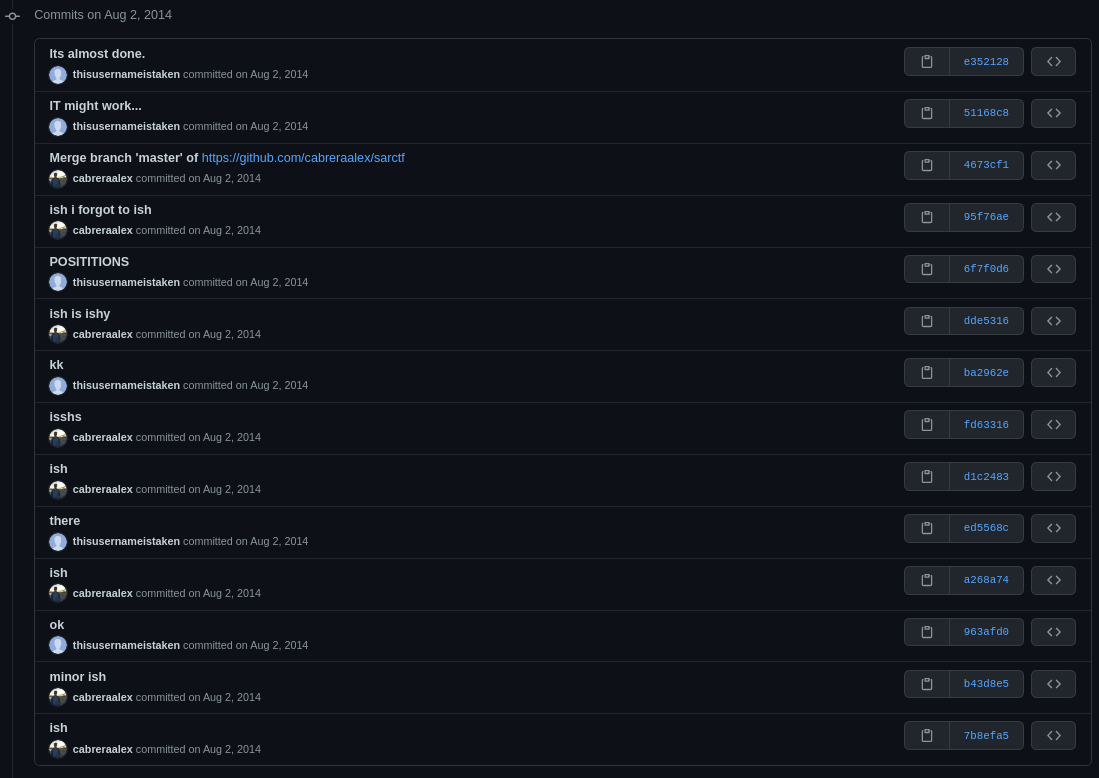 Commits on Aug 2, 2014
Its almost done.
thisusernameistaken committed on Aug 2, 2014
e352128
IT might work...
thisusernameistaken committed on Aug 2, 2014
51168c8
Merge branch 'master' of https://github.com/cabreraalex/sarctf
cabreraalex committed on Aug 2, 2014
4673cf1
ish i forgot to ish
cabreraalex committed on Aug 2, 2014
95f76ae
POSITITIONS
thisusernameistaken committed on Aug 2, 2014
6f7f0d6
ish is ishy
cabreraalex committed on Aug 2, 2014
dde5316
kk
thisusernameistaken committed on Aug 2, 2014
ba2962e
isshs
cabreraalex committed on Aug 2, 2014
fd63316
ish
cabreraalex committed on Aug 2, 2014
d1c2483
there
thisusernameistaken committed on Aug 2, 2014
ed5568c
ish
cabreraalex committed on Aug 2, 2014
a268a74
ok
thisusernameistaken committed on Aug 2, 2014
963afd0
minor ish
cabreraalex committed on Aug 2, 2014
b43d8e5
ish
cabreraalex committed on Aug 2, 2014
7b8efa5